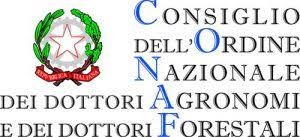 CONSIGLIO
DELL'ORDINE
NAZIONALE
DEI DOTTORI AGRONOMI
E DEI DOTTORI FORESTALI
REPVBBLICA ITALIANA